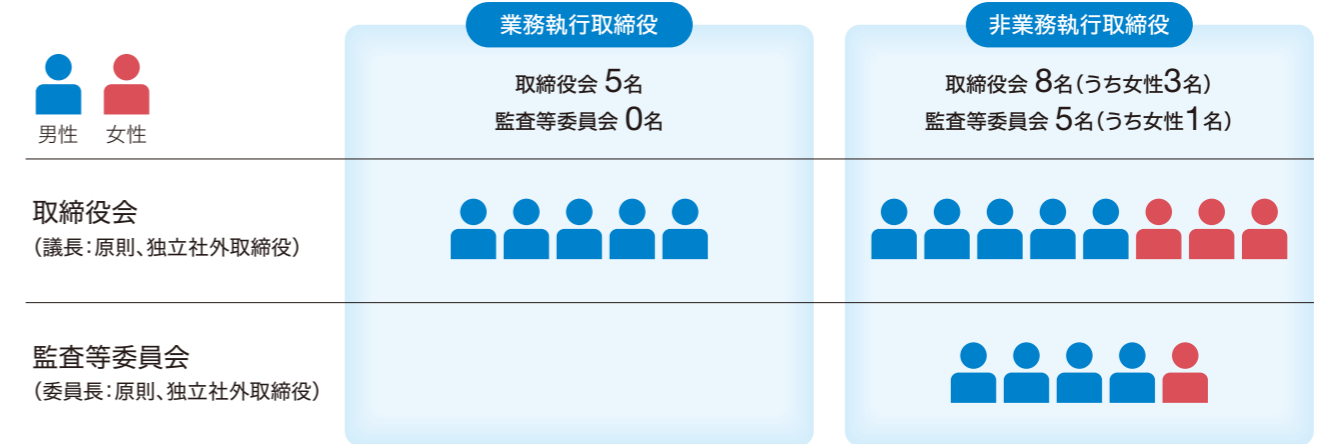 業務執行取締役
非業務執行取締役
取締役会 5名
監査等委員会 0名
取締役会 8名(うち女性3名)
監査等委員会 5名(うち女性1名)
男性
女性
取締役会
(議長:原則、独立社外取締役)
監査等委員会
(委員長:原則、独立社外取締役)